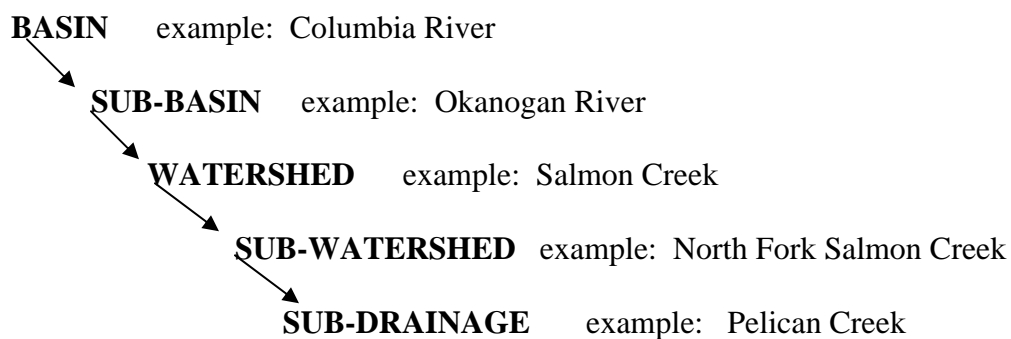 BASIN example: Columbia River
SUB-BASIN example: Okanogan River
WATERSHED example: Salmon Creek
SUB-WATERSHED example: North Fork Salmon Creek
SUB-DRAINAGE example: Pelican Creek